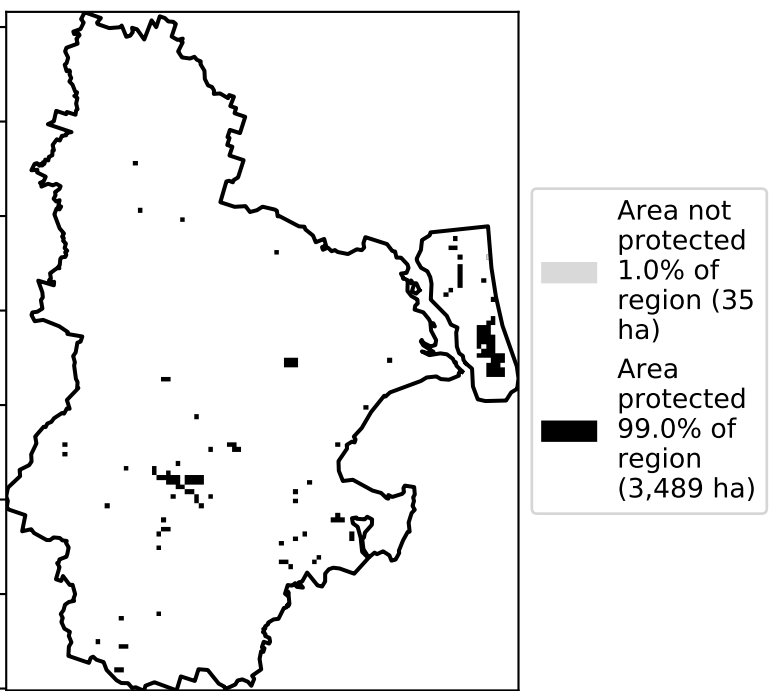 Area not
protected
1.0% of
region (35
ha)
Area
protected
99.0% of
region
(3,489 ha)